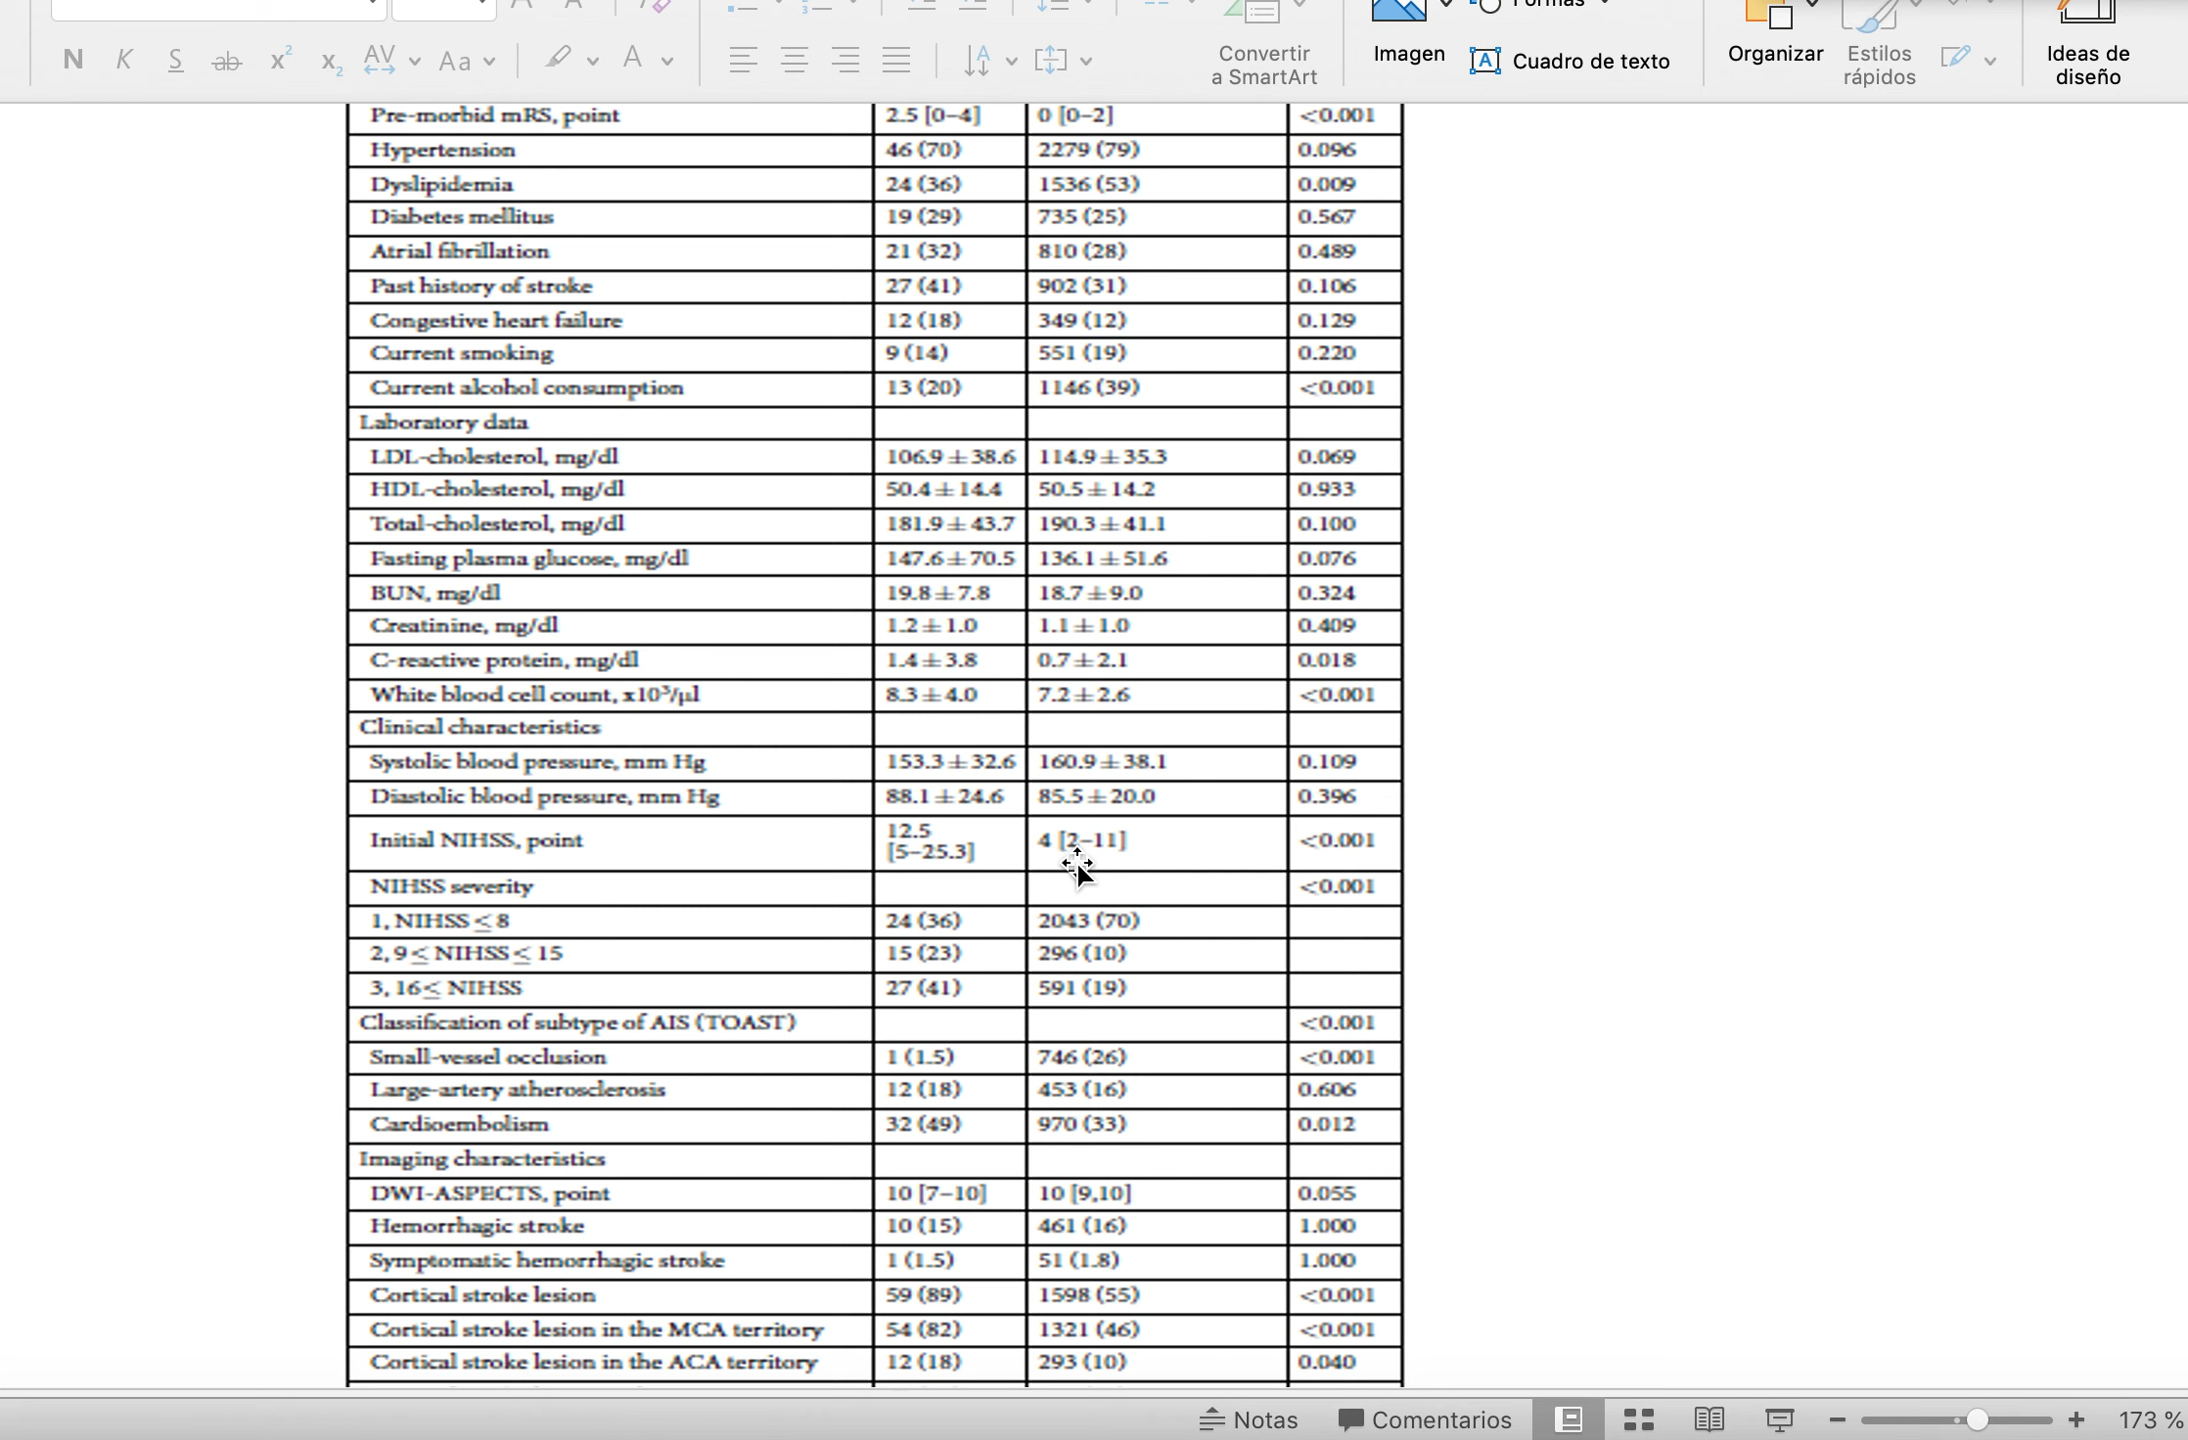 Formas
N K S ab x² x₂ AV Aa A
Convertir
a SmartArt
Imagen
Cuadro de texto
Organizar
Estilos
rápidos
Ideas de
diseño
Pre-morbid mRS, point 2.5 [0–4] 0 [0–2] <0.001
Hypertension 46 (70) 2279 (79) 0.096
Dyslipidemia 24 (36) 1536 (53) 0.009
Diabetes mellitus 19 (29) 735 (25) 0.567
Atrial fibrillation 21 (32) 810 (28) 0.489
Past history of stroke 27 (41) 902 (31) 0.106
Congestive heart failure 12 (18) 349 (12) 0.129
Current smoking 9 (14) 551 (19) 0.220
Current alcohol consumption 13 (20) 1146 (39) <0.001
Laboratory data
LDL-cholesterol, mg/dl 106.9±38.6 114.9±35.3 0.069
HDL-cholesterol, mg/dl 50.4±14.4 50.5±14.2 0.933
Total-cholesterol, mg/dl 181.9±43.7 190.3±41.1 0.100
Fasting plasma glucose, mg/dl 147.6±70.5 136.1±51.6 0.076
BUN, mg/dl 19.8±7.8 18.7±9.0 0.324
Creatinine, mg/dl 1.2±1.0 1.1±1.0 0.409
C-reactive protein, mg/dl 1.4±3.8 0.7±2.1 0.018
White blood cell count, x10³/μl 8.3±4.0 7.2±2.6 <0.001
Clinical characteristics
Systolic blood pressure, mm Hg 153.3±32.6 160.9±38.1 0.109
Diastolic blood pressure, mm Hg 88.1±24.6 85.5±20.0 0.396
Initial NIHSS, point 12.5 [5–25.3] 4 [2–11] <0.001
NIHSS severity <0.001
1, NIHSS ≤ 8 24 (36) 2043 (70)
2, 9≤ NIHSS ≤ 15 15 (23) 296 (10)
3, 16≤ NIHSS 27 (41) 591 (19)
Classification of subtype of AIS (TOAST) <0.001
Small-vessel occlusion 1 (1.5) 746 (26) <0.001
Large-artery atherosclerosis 12 (18) 453 (16) 0.606
Cardioembolism 32 (49) 970 (33) 0.012
Imaging characteristics
DWI-ASPECTS, point 10 [7–10] 10 [9,10] 0.055
Hemorrhagic stroke 10 (15) 461 (16) 1.000
Symptomatic hemorrhagic stroke 1 (1.5) 51 (1.8) 1.000
Cortical stroke lesion 59 (89) 1598 (55) <0.001
Cortical stroke lesion in the MCA territory 54 (82) 1321 (46) <0.001
Cortical stroke lesion in the ACA territory 12 (18) 293 (10) 0.040
Notas Comentarios 173 %